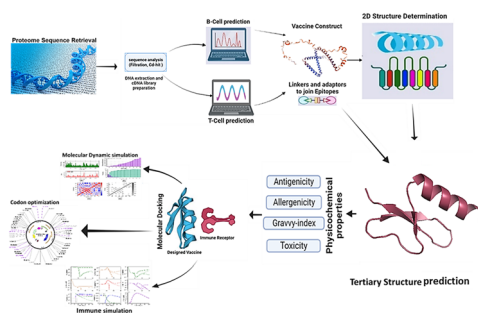 Proteome Sequence Retrieval
sequence analysis
(Filtration, Cd-hit)
DNA extraction and
cDNA library
preparation
B-Cell prediction
T-Cell prediction
Vaccine Construct
Linkers and adaptors
to join Epitopes
2D Structure Determination
Tertiary Structure prediction
Physicochemical
properties
Antigenicity
Allergenicity
Gravvy-index
Toxicity
Molecular Docking
Designed Vaccine
Immune Receptor
Molecular Dynamic simulation
Codon optimization
Immune simulation